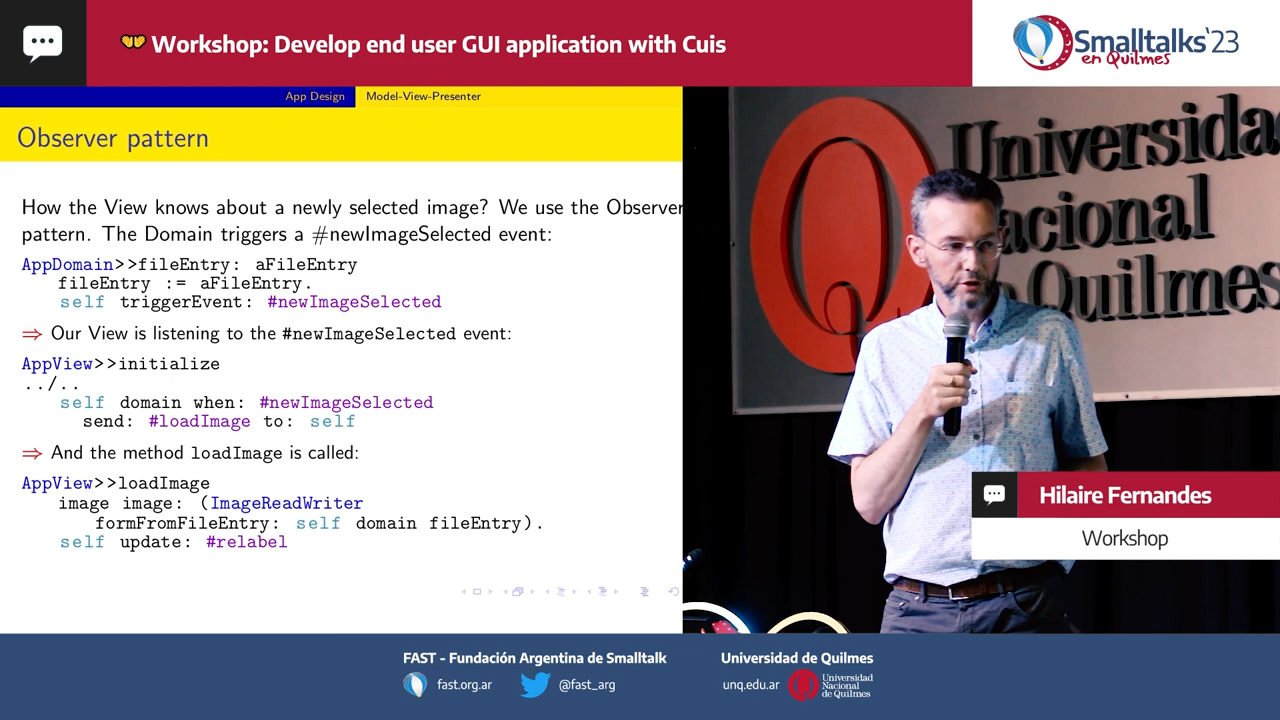 Workshop: Develop end user GUI application with Cuis
Smalltalks'23
en Quilmes
App Design
Model-View-Presenter
Observer pattern
How the View knows about a newly selected image? We use the Observer
pattern. The Domain triggers a #newImageSelected event:
AppDomain>>fileEntry: aFileEntry
fileEntry := aFileEntry.
self triggerEvent: #newImageSelected
⇒ Our View is listening to the #newImageSelected event:
AppView>>initialize
../..
self domain when: #newImageSelected
send: #loadImage to: self
⇒ And the method loadImage is called:
AppView>>loadImage
image image: (ImageReadWriter
formFromFileEntry: self domain fileEntry).
self update: #relabel
Universida
Nacional
de Quilmes
Hilaire Fernandes
Workshop
FAST - Fundación Argentina de Smalltalk
fast.org.ar
@fast_arg
Universidad de Quilmes
unq.edu.ar
Universidad
Nacional
de Quilmes